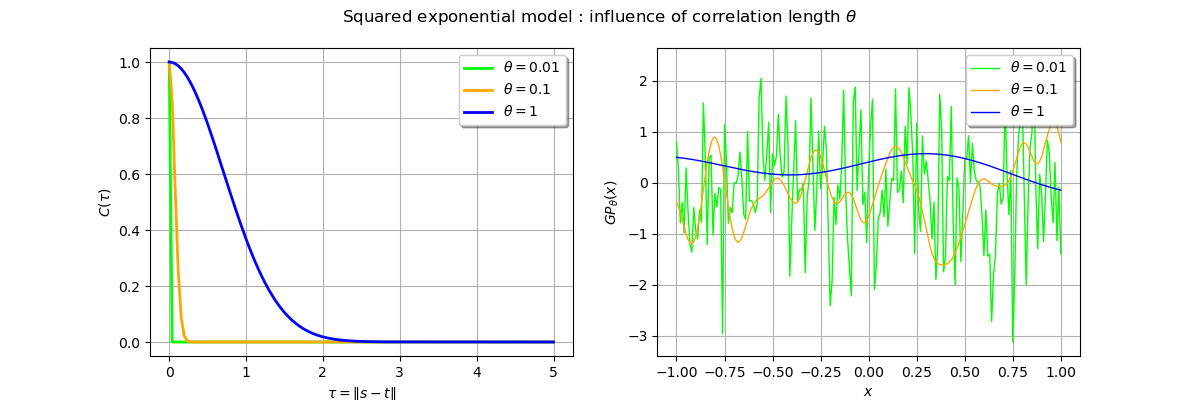 Squared exponential model : influence of correlation length θ
θ = 0.01
θ = 0.1
θ = 1
C(τ)
1.0
0.8
0.6
0.4
0.2
0.0
0 1 2 3 4 5
τ = ‖s − t‖
θ = 0.01
θ = 0.1
θ = 1
GP_θ(x)
2
1
0
−1
−2
−3
−1.00 −0.75 −0.50 −0.25 0.00 0.25 0.50 0.75 1.00
x